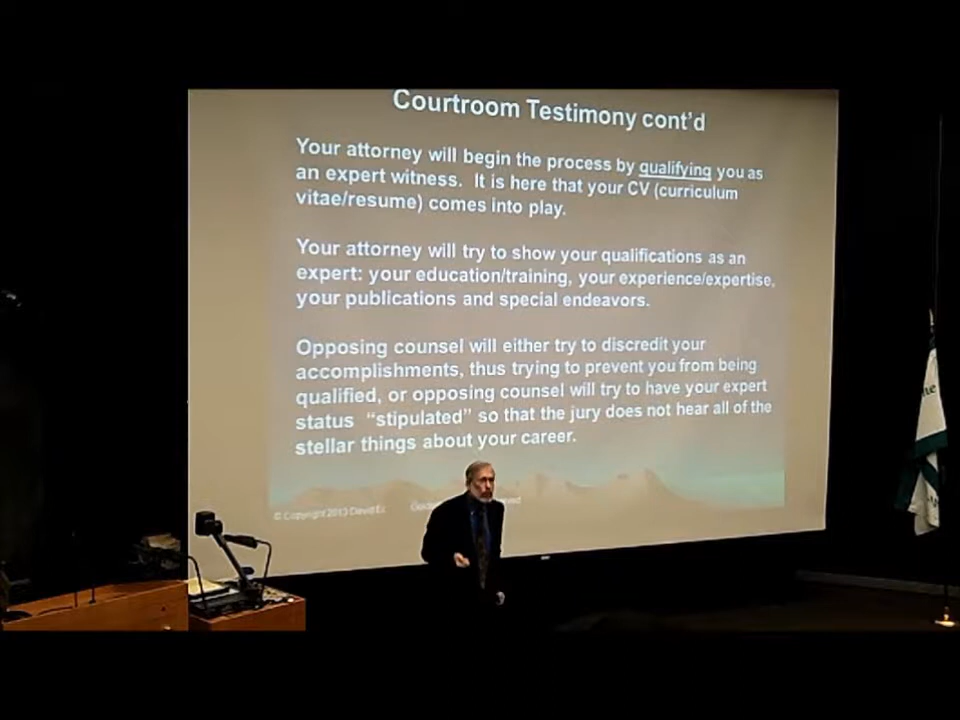 Courtroom Testimony cont'd
Your attorney will begin the process by qualifying you as
an expert witness. It is here that your CV (curriculum
vitae/resume) comes into play.
Your attorney will try to show your qualifications as an
expert: your education/training, your experience/expertise,
your publications and special endeavors.
Opposing counsel will either try to discredit your
accomplishments, thus trying to prevent you from being
qualified, or opposing counsel will try to have your expert
status "stipulated" so that the jury does not hear all of the
stellar things about your career.
© Copyright 2013 David